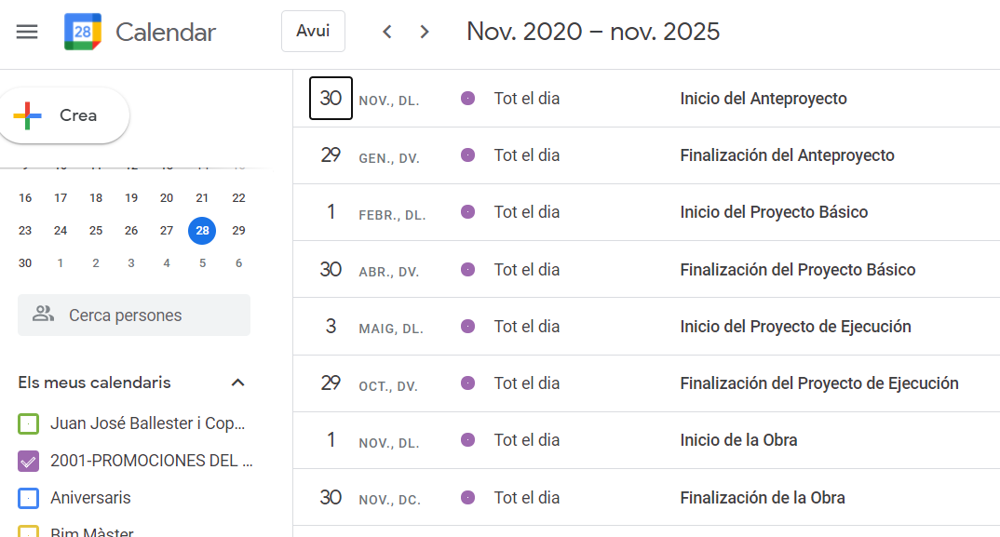 28 Calendar
Avui
Nov. 2020 – nov. 2025
Crea
16 17 18 19 20 21 22
23 24 25 26 27 28 29
30 1 2 3 4 5 6
Cerca persones
Els meus calendaris
Juan José Ballester i Cop...
2001-PROMOCIONES DEL ...
Aniversaris
Bim Màster
30 NOV., DL. Tot el dia Inicio del Anteproyecto
29 GEN., DV. Tot el dia Finalización del Anteproyecto
1 FEBR., DL. Tot el dia Inicio del Proyecto Básico
30 ABR., DV. Tot el dia Finalización del Proyecto Básico
3 MAIG, DL. Tot el dia Inicio del Proyecto de Ejecución
29 OCT., DV. Tot el dia Finalización del Proyecto de Ejecución
1 NOV., DL. Tot el dia Inicio de la Obra
30 NOV., DC. Tot el dia Finalización de la Obra